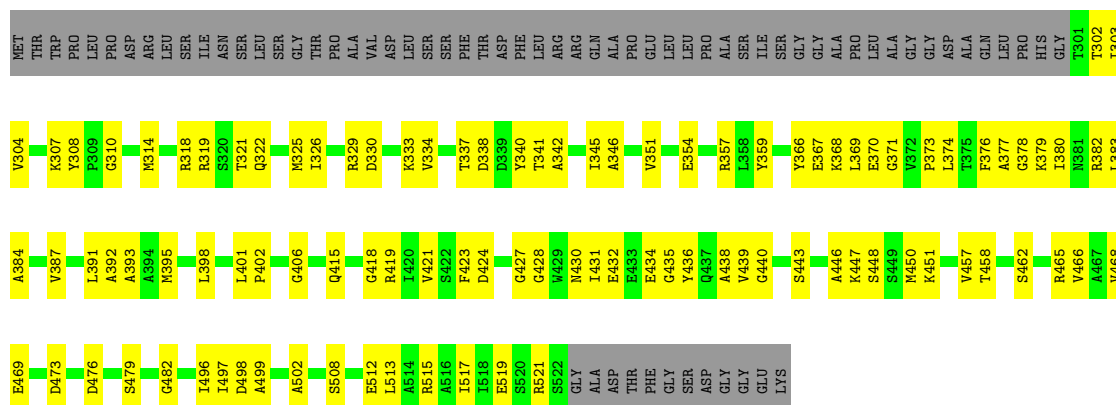 MET THR TRP PRO LEU PRO ASP ARG LEU SER ILE ASN SER LEU SER GLY THR PRO ALA VAL ASP LEU SER SER PHE THR ASP PHE LEU ARG ARG GLN ALA PRO GLU LEU LEU PRO ALA SER ILE SER GLY GLY ALA PRO LEU ALA GLY GLY ASP ALA GLN LEU PRO HIS GLY T301 T302 I303
V304 K307 Y308 P309 G310 M314 R318 R319 S320 T321 Q322 M325 I326 R329 D330 K333 V334 T337 D338 D339 Y340 T341 A342 I345 A346 V351 E354 R357 L358 Y359 Y366 E367 K368 L369 E370 G371 V372 P373 L374 T375 F376 A377 G378 K379 I380 N381 R382 L383
A384 V387 L391 A392 A393 A394 M395 L398 L401 P402 G406 Q415 G418 R419 I420 V421 S422 F423 D424 G427 G428 W429 N430 I431 E432 E433 E434 G435 Y436 Q437 A438 V439 G440 S443 A446 K447 S448 S449 M450 K451 V457 T458 S462 R465 V466 A467 V468
E469 D473 D476 S479 G482 I496 I497 D498 A499 A502 S508 E512 L513 A514 R515 A516 I517 I518 E519 S520 R521 S522 GLY ALA ASP THR PHE GLY SER ASP GLY GLY GLU LYS